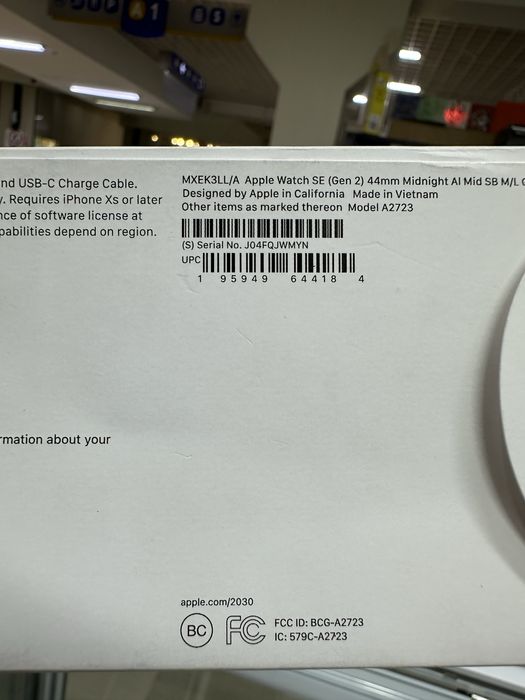 A1
nd USB-C Charge Cable.
y. Requires iPhone Xs or later
nce of software license at
pabilities depend on region.
MXEK3LL/A Apple Watch SE (Gen 2) 44mm Midnight Al Mid SB M/L
Designed by Apple in California Made in Vietnam
Other items as marked thereon Model A2723
(S) Serial No. J04FQJWMYN
UPC
1 95949 64418 4
rmation about your
apple.com/2030
BC
FC
FCC ID: BCG-A2723
IC: 579C-A2723